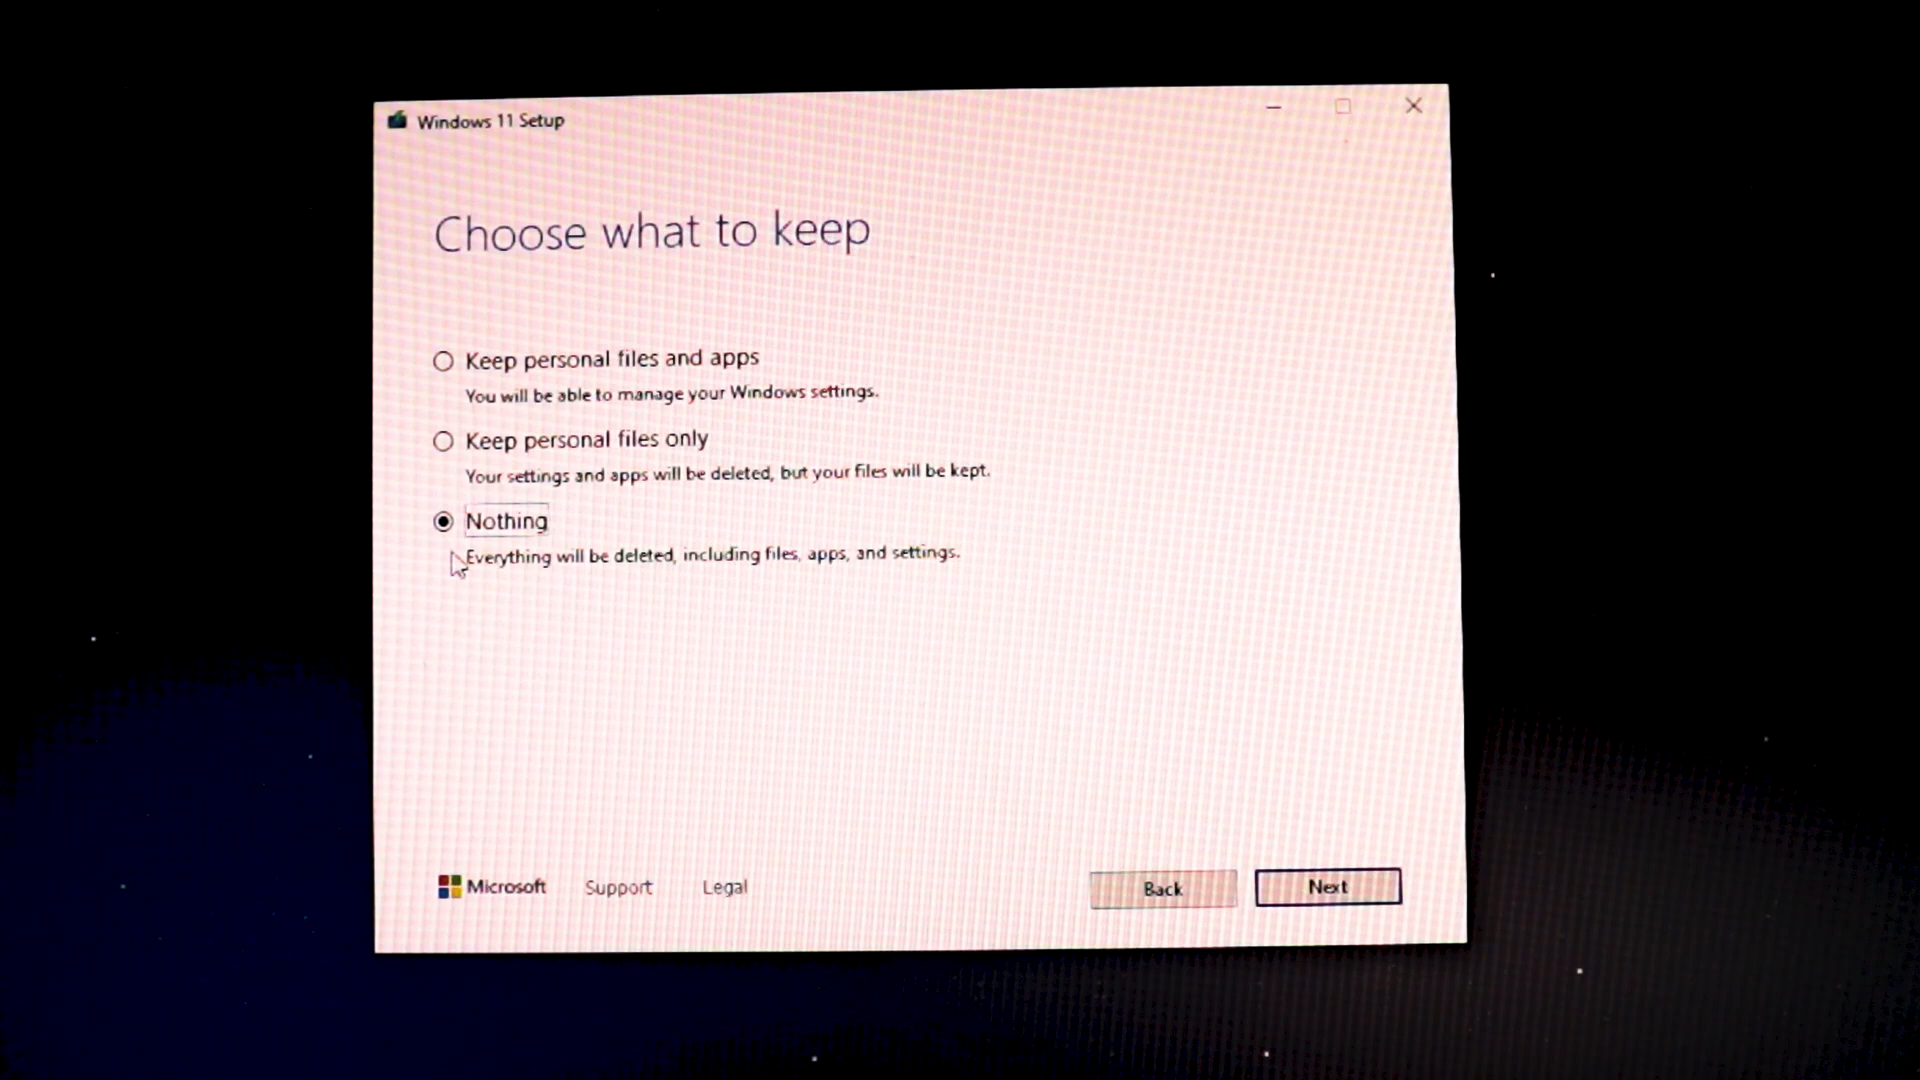 Windows 11 Setup
Choose what to keep
Keep personal files and apps
You will be able to manage your Windows settings.
Keep personal files only
Your settings and apps will be deleted, but your files will be kept.
Nothing
Everything will be deleted, including files, apps, and settings.
Microsoft Support Legal Back Next